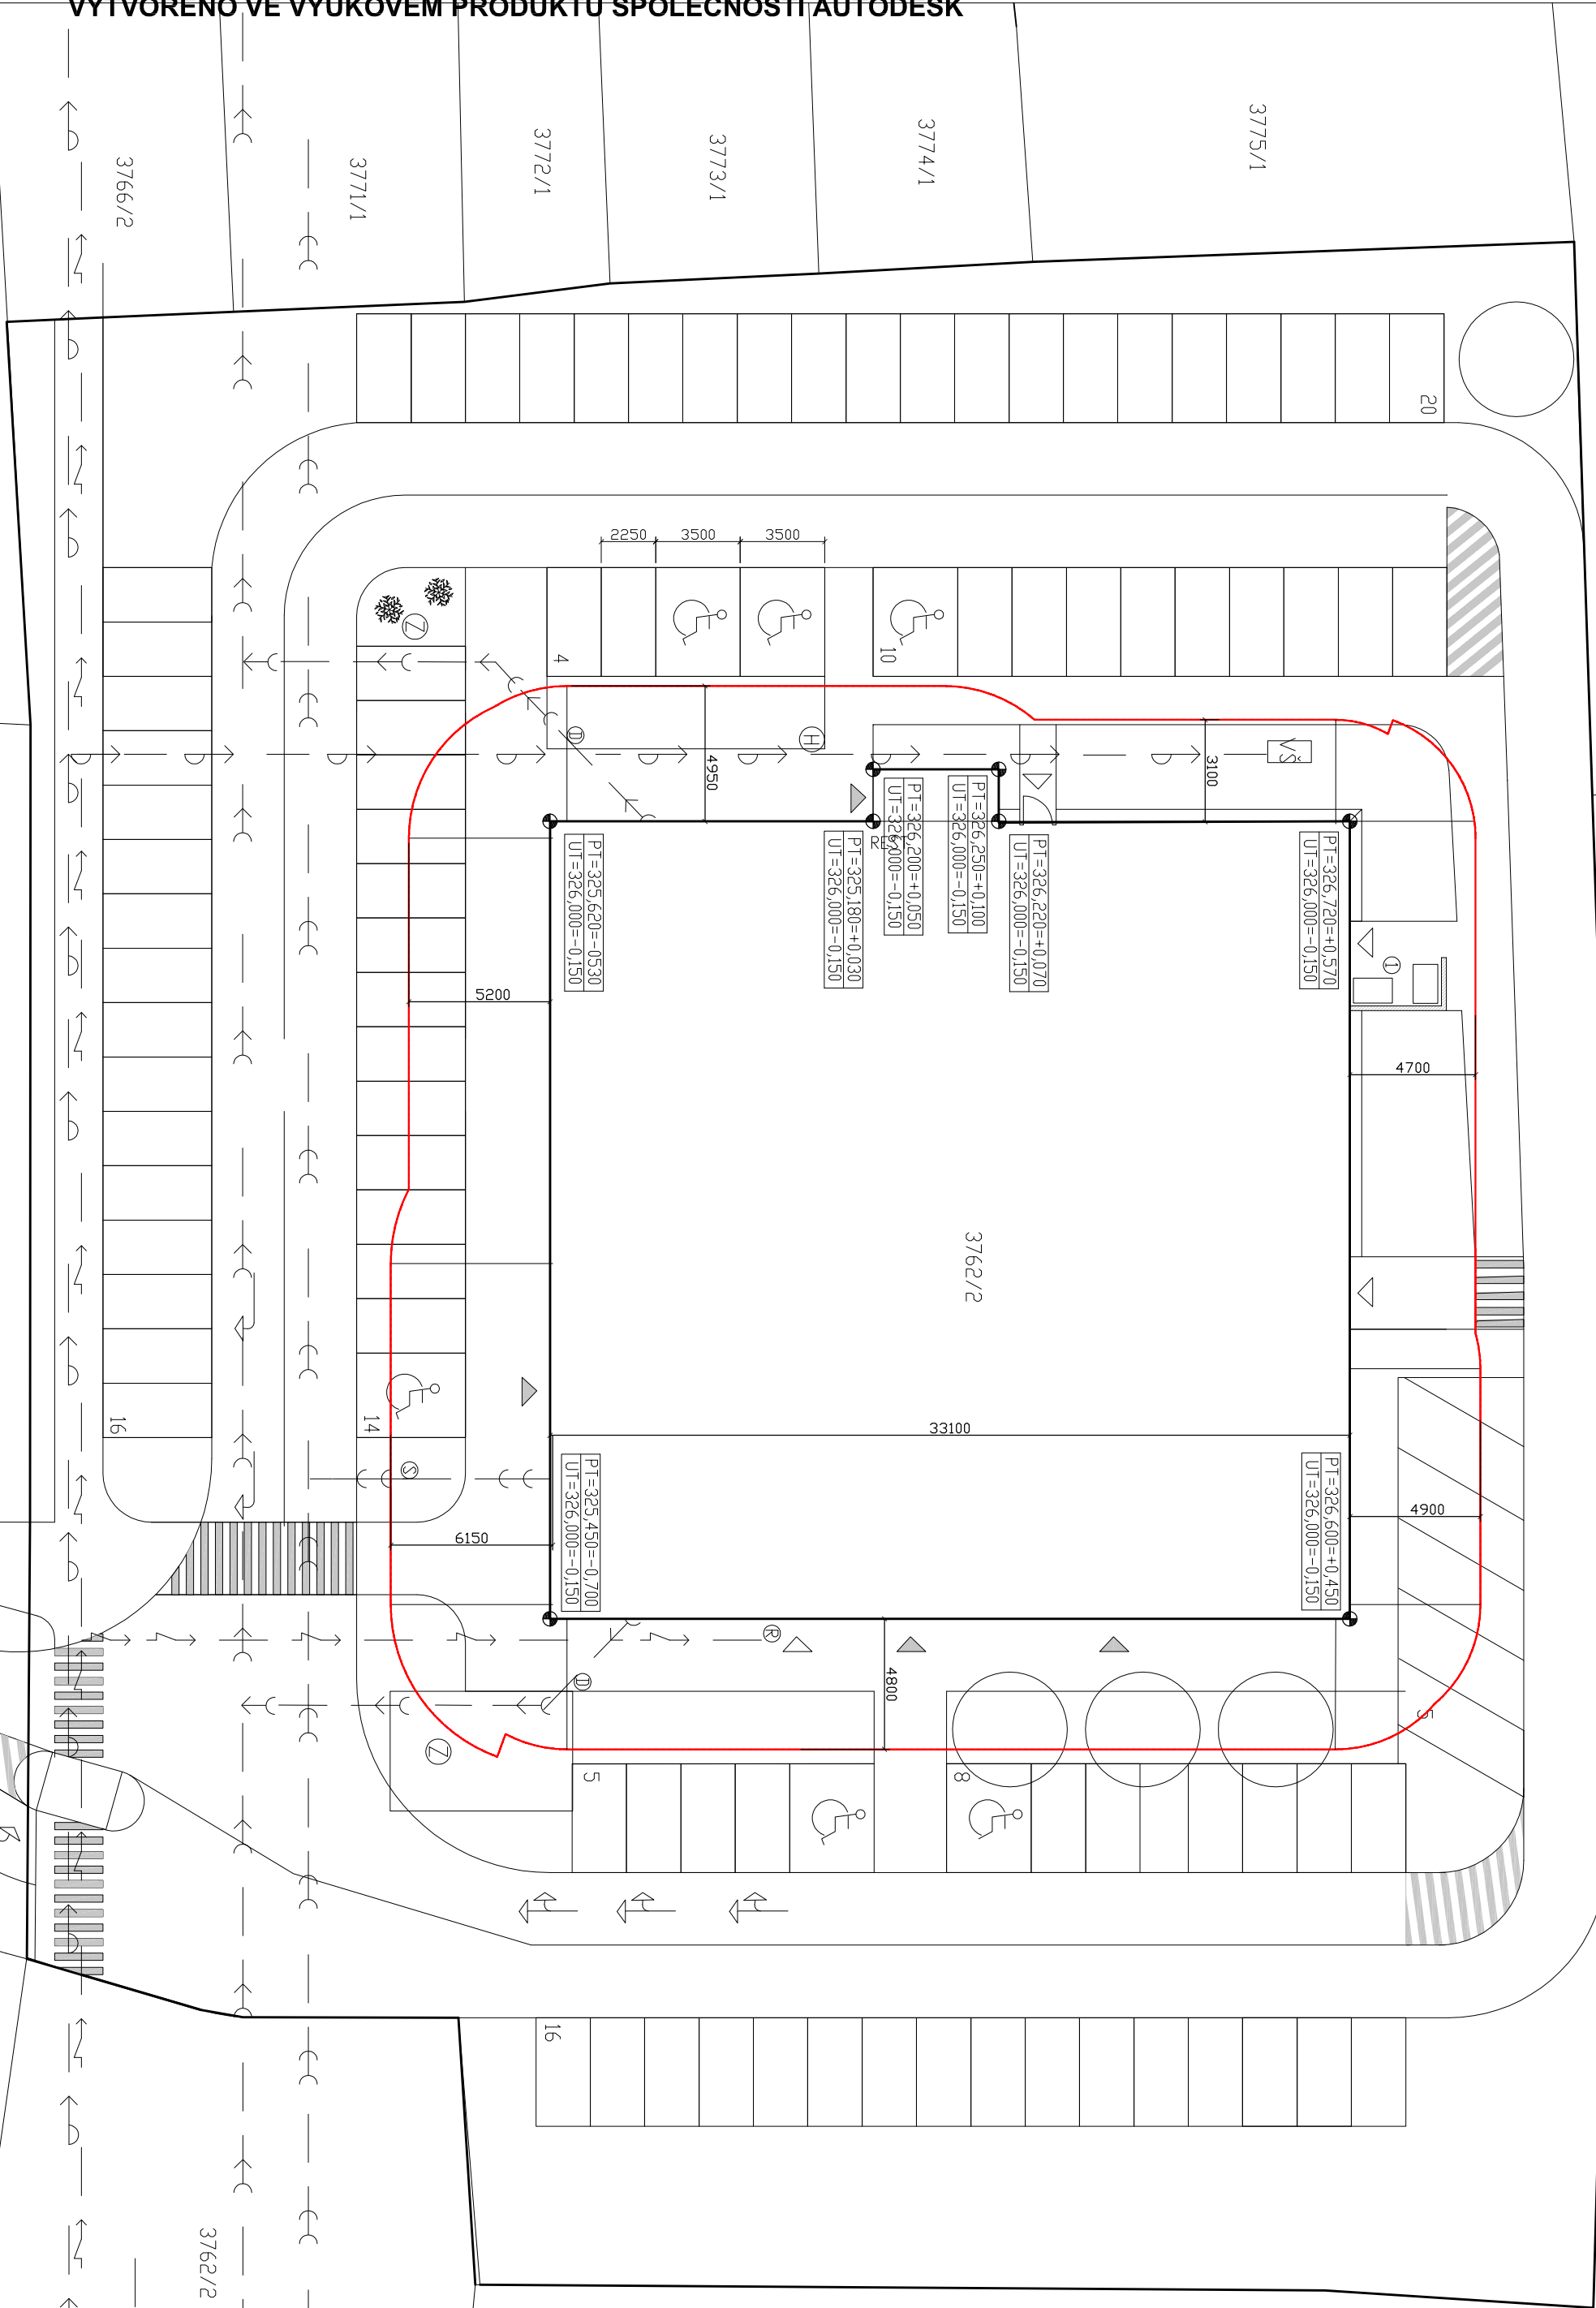 VYTVOŘENO VE VÝUKOVÉM PRODUKTU SPOLEČNOSTI AUTODESK
3766/2
3771/1
3772/1
3773/1
3774/1
3775/1
20
2250
3500
3500
4
10
Z
D
H
VŠ
4950
3100
PT=325,620=-0530
UT=326,000=-0,150
PT=325,180=+0,030
UT=326,000=-0,150
PT=326,200=+0,050
UT=326,000=-0,150
PT=326,250=+0,100
UT=326,000=-0,150
PT=326,220=+0,070
UT=326,000=-0,150
PT=326,720=+0,570
UT=326,000=-0,150
1
5200
4700
3762/2
16
14
S
33100
PT=325,450=-0,700
UT=326,000=-0,150
PT=326,600=+0,450
UT=326,000=-0,150
6150
4900
R
D
4800
Z
5
5
8
16
3762/2